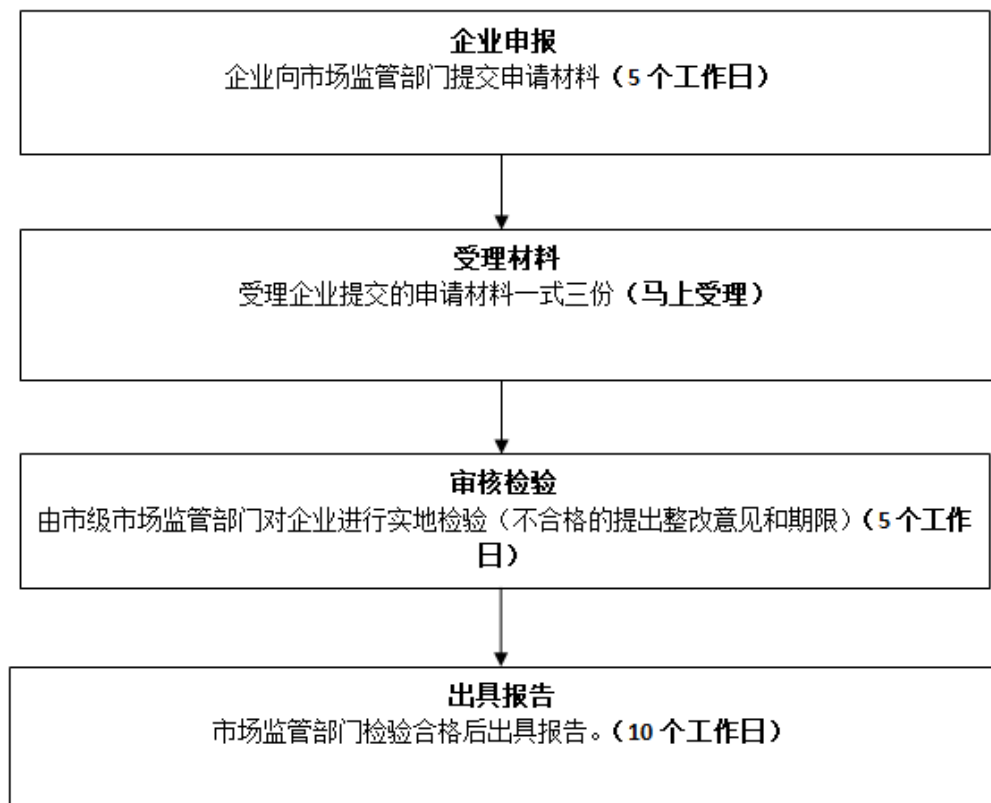 企业申报
企业向市场监管部门提交申请材料（5 个工作日）
受理材料
受理企业提交的申请材料一式三份（马上受理）
审核检验
由市级市场监管部门对企业进行实地检验（不合格的提出整改意见和期限）（5 个工作
日）
出具报告
市场监管部门检验合格后出具报告。（10 个工作日）